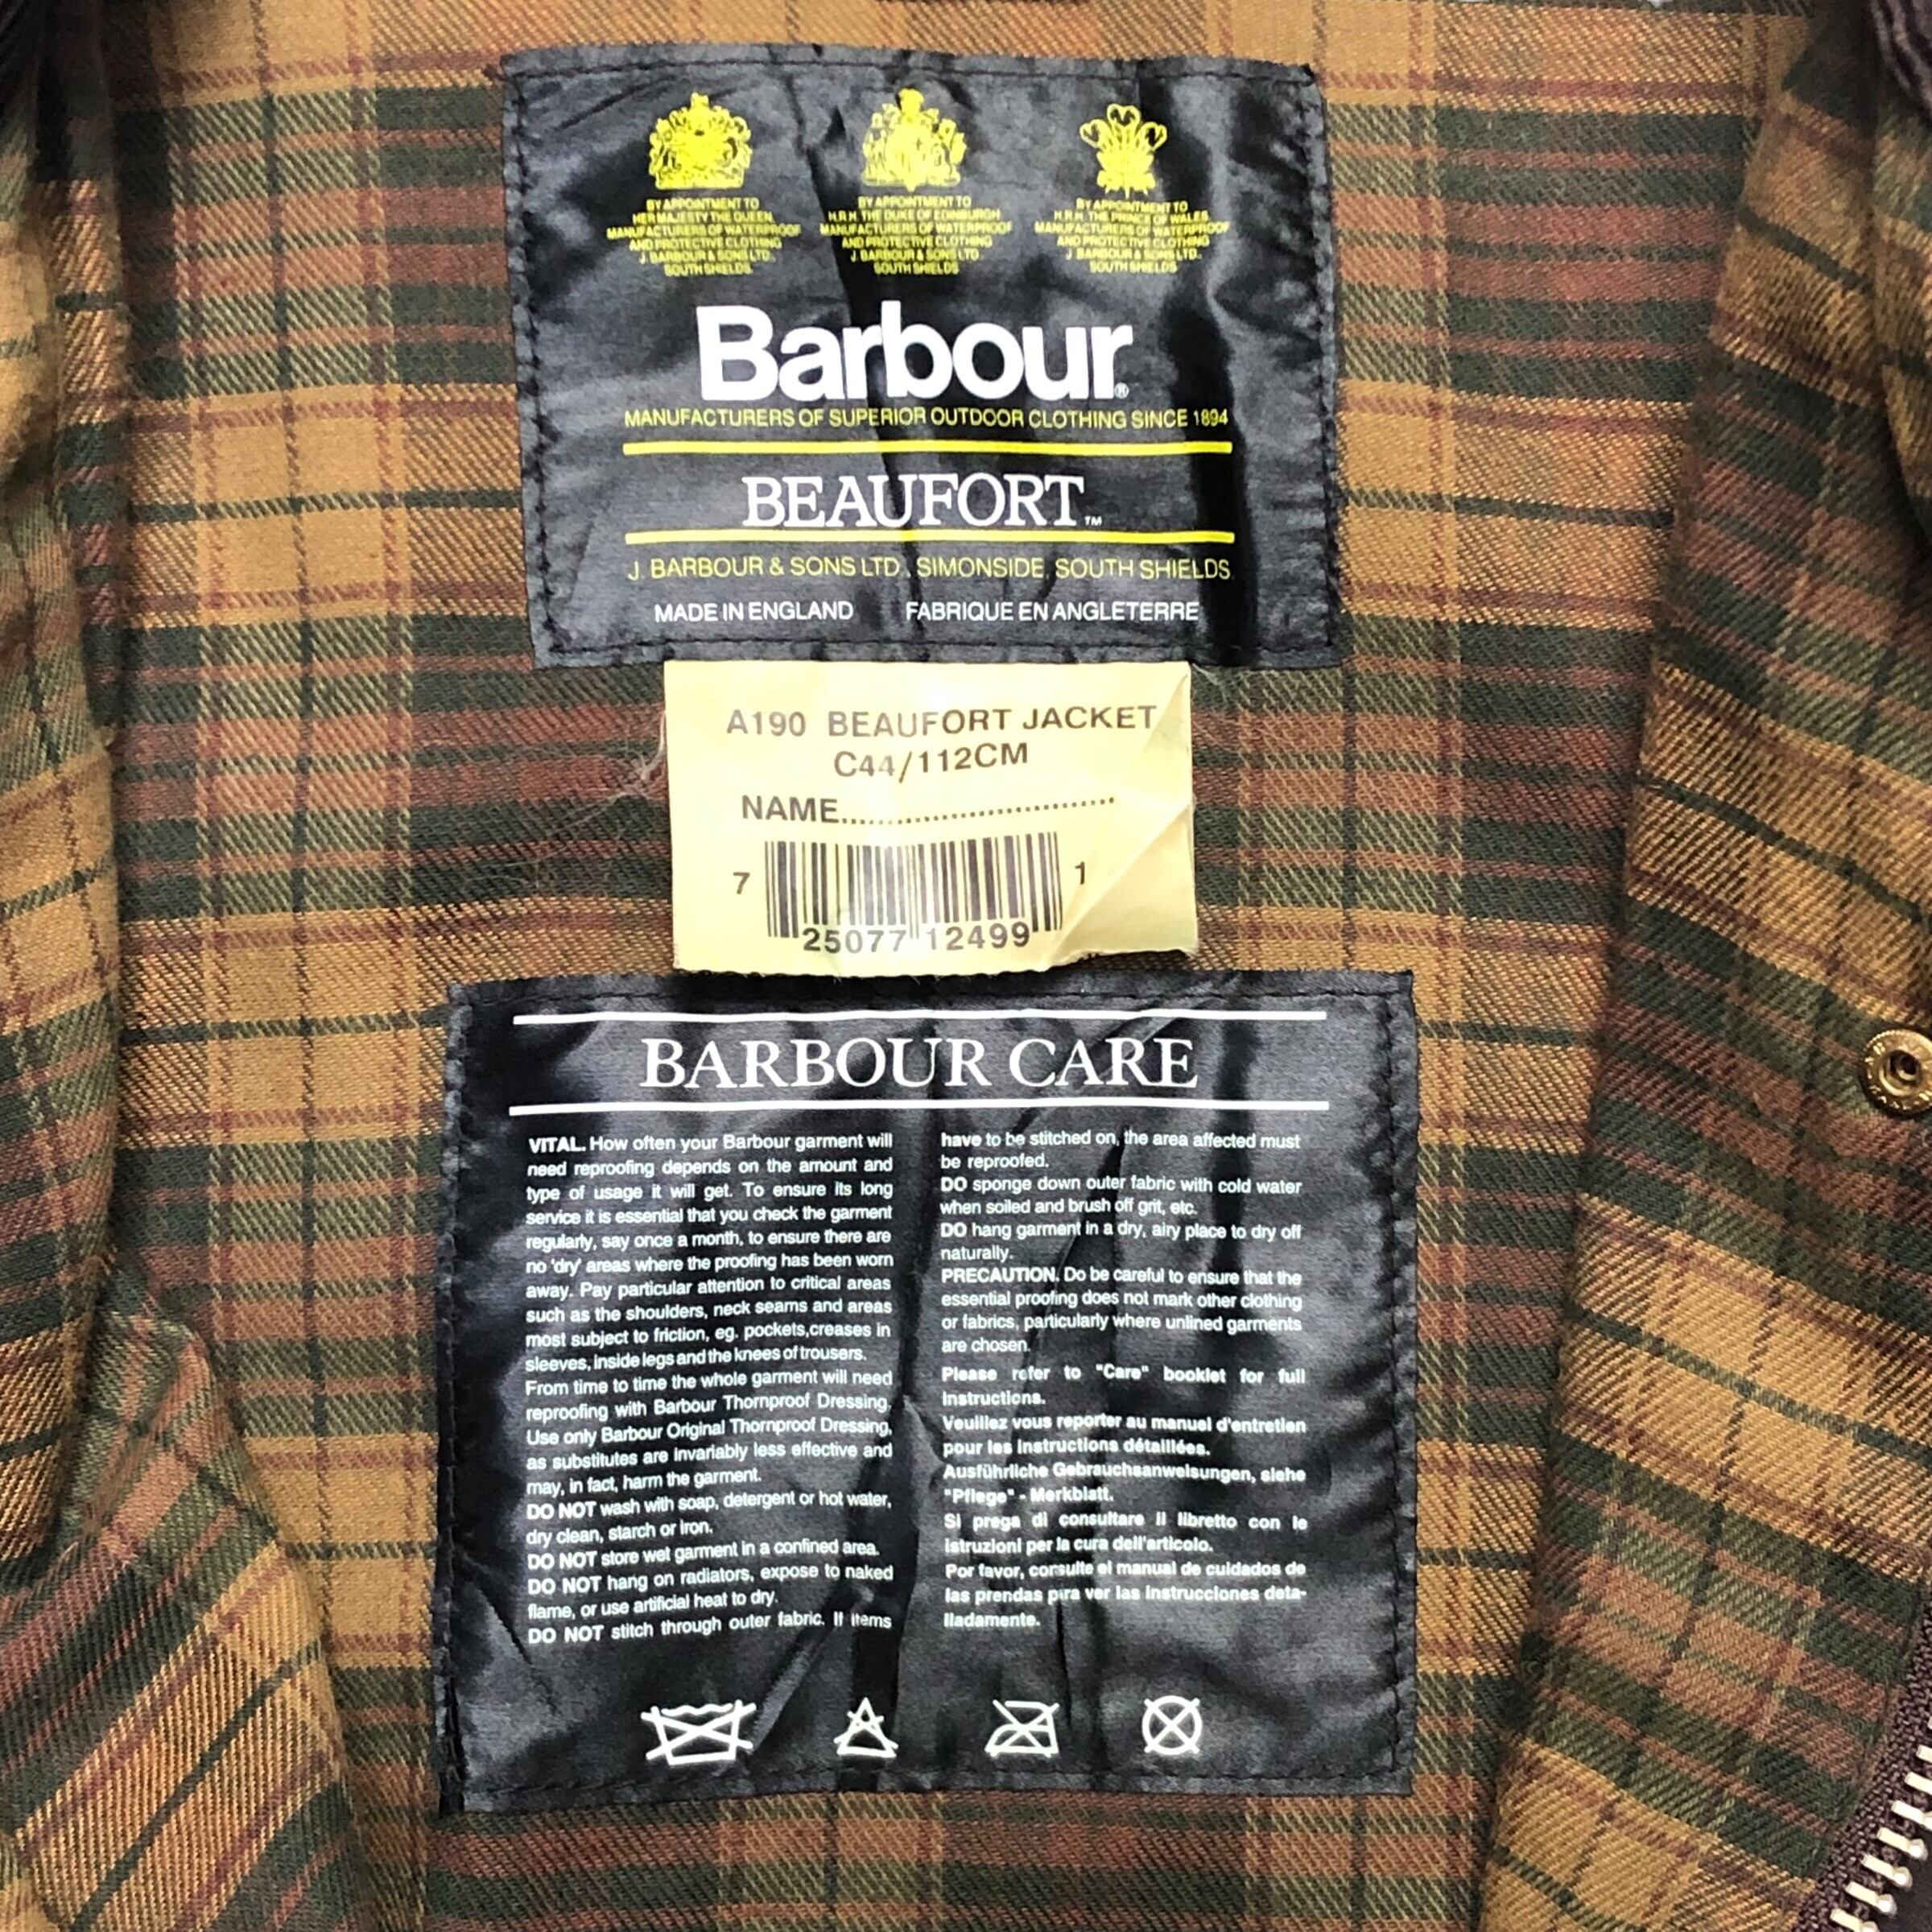 BY APPOINTMENT TO
HER MAJESTY THE QUEEN
MANUFACTURERS OF WATERPROOF
AND PROTECTIVE CLOTHING
J. BARBOUR & SONS LTD.
SOUTH SHIELDS
BY APPOINTMENT TO
H.R.H. THE DUKE OF EDINBURGH
MANUFACTURERS OF WATERPROOF
AND PROTECTIVE CLOTHING
J. BARBOUR & SONS LTD.
SOUTH SHIELDS
BY APPOINTMENT TO
H.R.H. THE PRINCE OF WALES
MANUFACTURERS OF WATERPROOF
AND PROTECTIVE CLOTHING
J. BARBOUR & SONS LTD.
SOUTH SHIELDS
Barbour®
MANUFACTURERS OF SUPERIOR OUTDOOR CLOTHING SINCE 1894
BEAUFORT™
J. BARBOUR & SONS LTD., SIMONSIDE, SOUTH SHIELDS.
MADE IN ENGLAND FABRIQUE EN ANGLETERRE
A190 BEAUFORT JACKET
C44/112CM
NAME..............................
7 25077 12499 1
BARBOUR CARE
VITAL. How often your Barbour garment will
need reproofing depends on the amount and
type of usage it will get. To ensure its long
service it is essential that you check the garment
regularly, say once a month, to ensure there are
no 'dry' areas where the proofing has been worn
away. Pay particular attention to critical areas
such as the shoulders, neck seams and areas
most subject to friction, eg. pockets,creases in
sleeves, inside legs and the knees of trousers.
From time to time the whole garment will need
reproofing with Barbour Thornproof Dressing.
Use only Barbour Original Thornproof Dressing,
as substitutes are invariably less effective and
may, in fact, harm the garment.
DO NOT wash with soap, detergent or hot water,
dry clean, starch or iron.
DO NOT store wet garment in a confined area.
DO NOT hang on radiators, expose to naked
flame, or use artificial heat to dry.
DO NOT stitch through outer fabric. If items
have to be stitched on, the area affected must
be reproofed.
DO sponge down outer fabric with cold water
when soiled and brush off grit, etc.
DO hang garment in a dry, airy place to dry off
naturally.
PRECAUTION. Do be careful to ensure that the
essential proofing does not mark other clothing
or fabrics, particularly where unlined garments
are chosen.
Please refer to "Care" booklet for full
Instructions.
Veuillez vous reporter au manuel d'entretien
pour les instructions détaillées.
Ausführliche Gebrauchsanweisungen, siehe
"Pflege" - Merkblatt.
Si prega di consultare il libretto con le
istruzioni per la cura dell'articolo.
Por favor, consulte el manual de cuidados de
las prendas para ver las instrucciones deta-
lladamente.